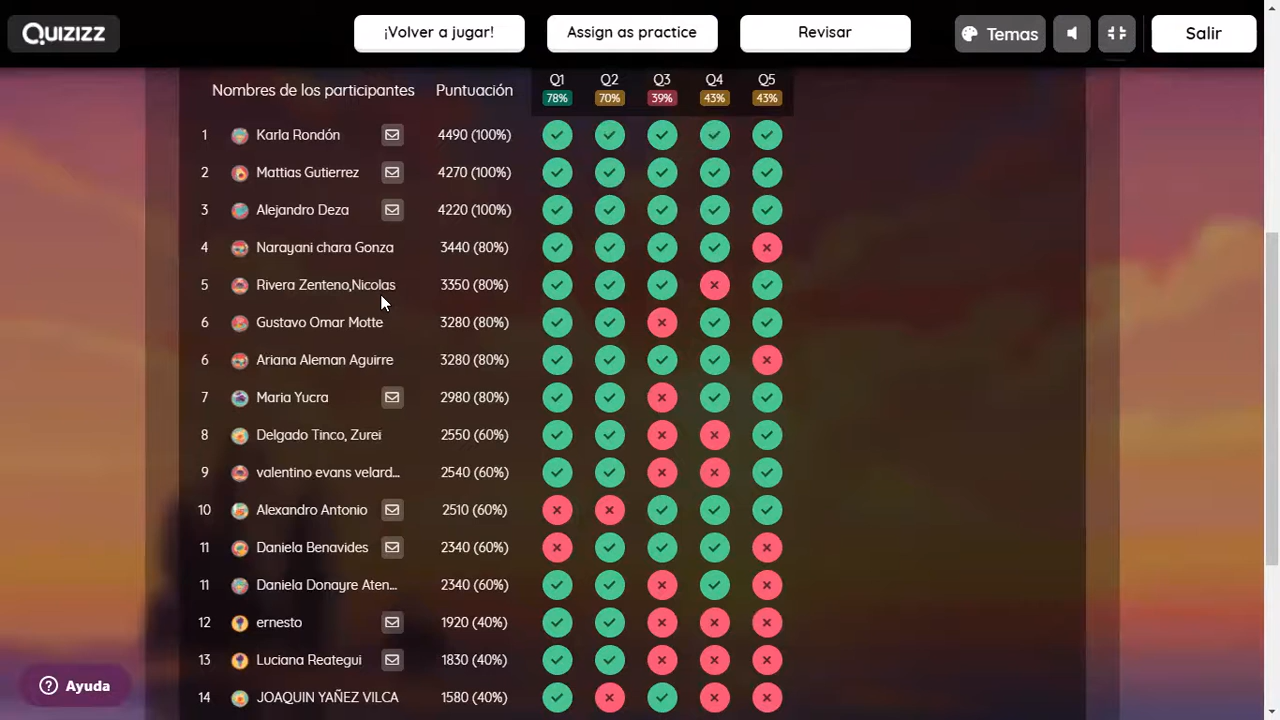 QUIZIZZ ¡Volver a jugar! Assign as practice Revisar Temas Salir
Nombres de los participantes Puntuación Q1 Q2 Q3 Q4 Q5
78% 70% 39% 43% 43%
1 Karla Rondón 4490 (100%)
2 Mattias Gutierrez 4270 (100%)
3 Alejandro Deza 4220 (100%)
4 Narayani chara Gonza 3440 (80%)
5 Rivera Zenteno,Nicolas 3350 (80%)
6 Gustavo Omar Motte 3280 (80%)
6 Ariana Aleman Aguirre 3280 (80%)
7 Maria Yucra 2980 (80%)
8 Delgado Tinco, Zurei 2550 (60%)
9 valentino evans velard... 2540 (60%)
10 Alexandro Antonio 2510 (60%)
11 Daniela Benavides 2340 (60%)
11 Daniela Donayre Aten... 2340 (60%)
12 ernesto 1920 (40%)
13 Luciana Reategui 1830 (40%)
14 JOAQUIN YAÑEZ VILCA 1580 (40%)
Ayuda